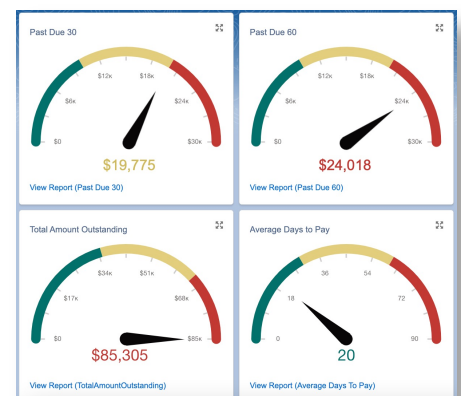 Past Due 30
$0
$6K
$12K
$18K
$24K
$30K
$19,775
View Report (Past Due 30)
Past Due 60
$0
$6K
$12K
$18K
$24K
$30K
$24,018
View Report (Past Due 60)
Total Amount Outstanding
$0
$17K
$34K
$51K
$68K
$85K
$85,305
View Report (TotalAmountOutstanding)
Average Days to Pay
0
18
36
54
72
90
20
View Report (Average Days To Pay)